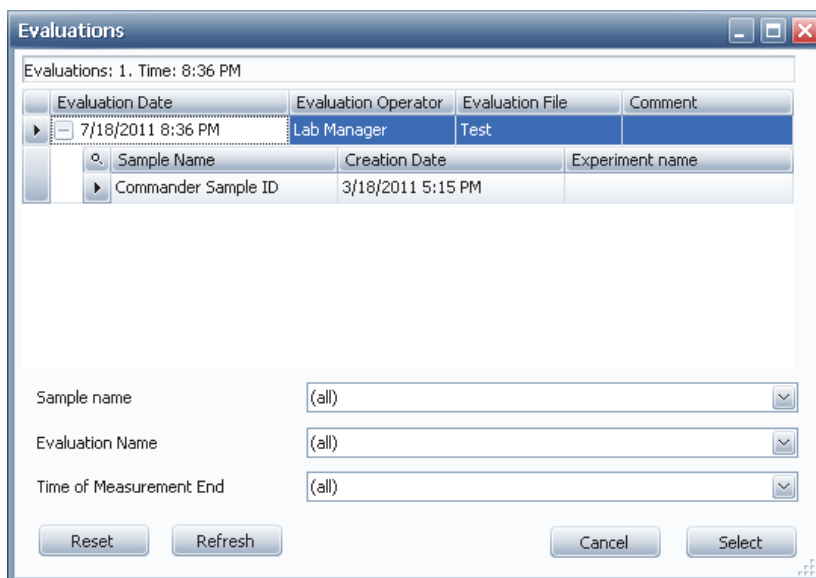 Evaluations
Evaluations: 1, Time: 8:36 PM
Evaluation Date Evaluation Operator Evaluation File Comment
7/18/2011 8:36 PM Lab Manager Test
Sample Name Creation Date Experiment name
Commander Sample ID 3/18/2011 5:15 PM
Sample name (all)
Evaluation Name (all)
Time of Measurement End (all)
Reset Refresh Cancel Select